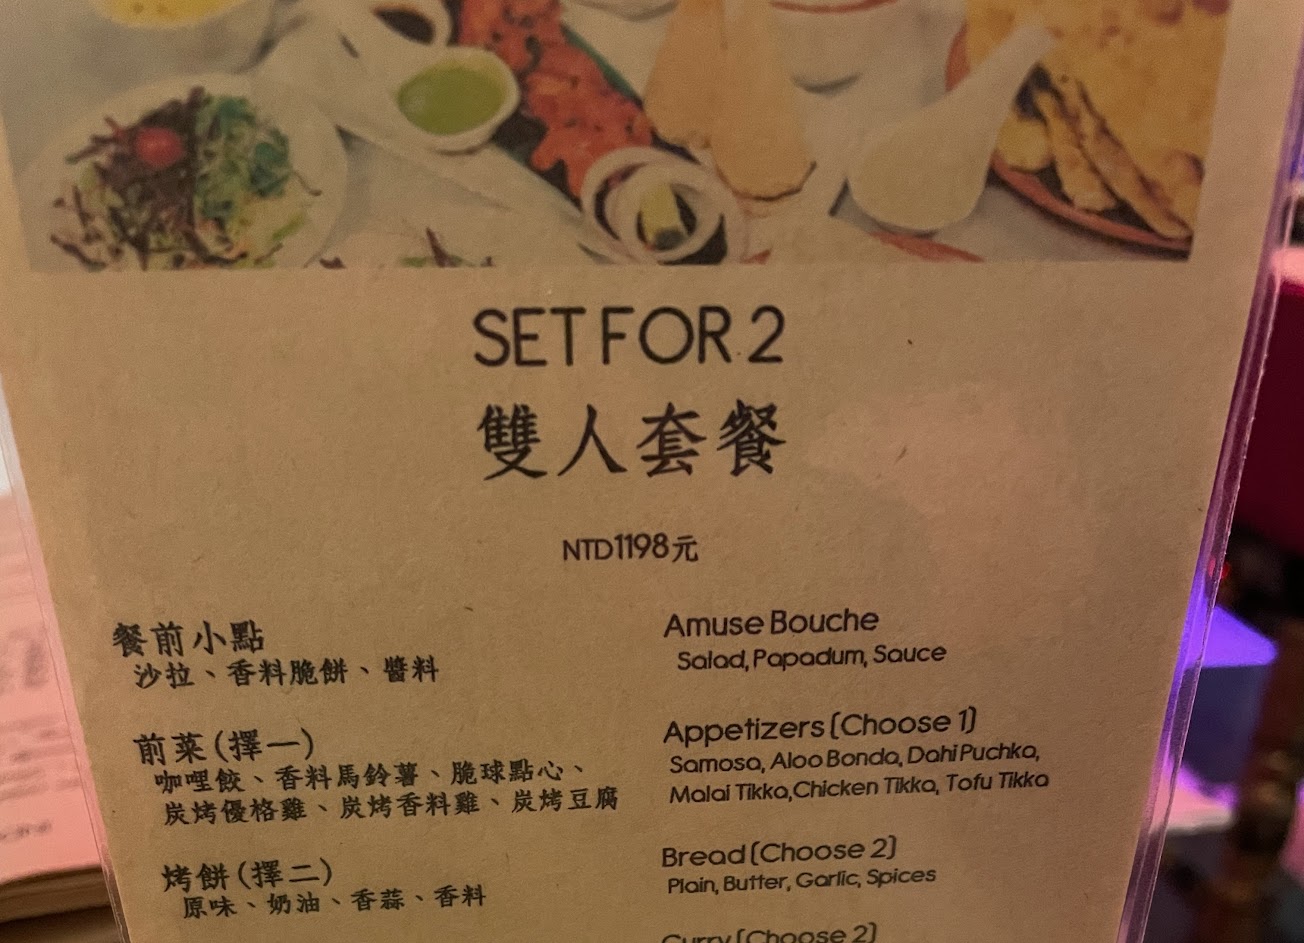 SET FOR 2
雙人套餐
NTD1198元
餐前小點
沙拉、香料脆餅、醬料
Amuse Bouche
Salad, Papadum, Sauce
前菜(擇一)
咖哩餃、香料馬鈴薯、脆球點心、
炭烤優格雞、炭烤香料雞、炭烤豆腐
Appetizers (Choose 1)
Samosa, Aloo Bonda, Dahi Puchka,
Malai Tikka, Chicken Tikka, Tofu Tikka
烤餅(擇二)
原味、奶油、香蒜、香料
Bread (Choose 2)
Plain, Butter, Garlic, Spices
Curry (Choose 2)